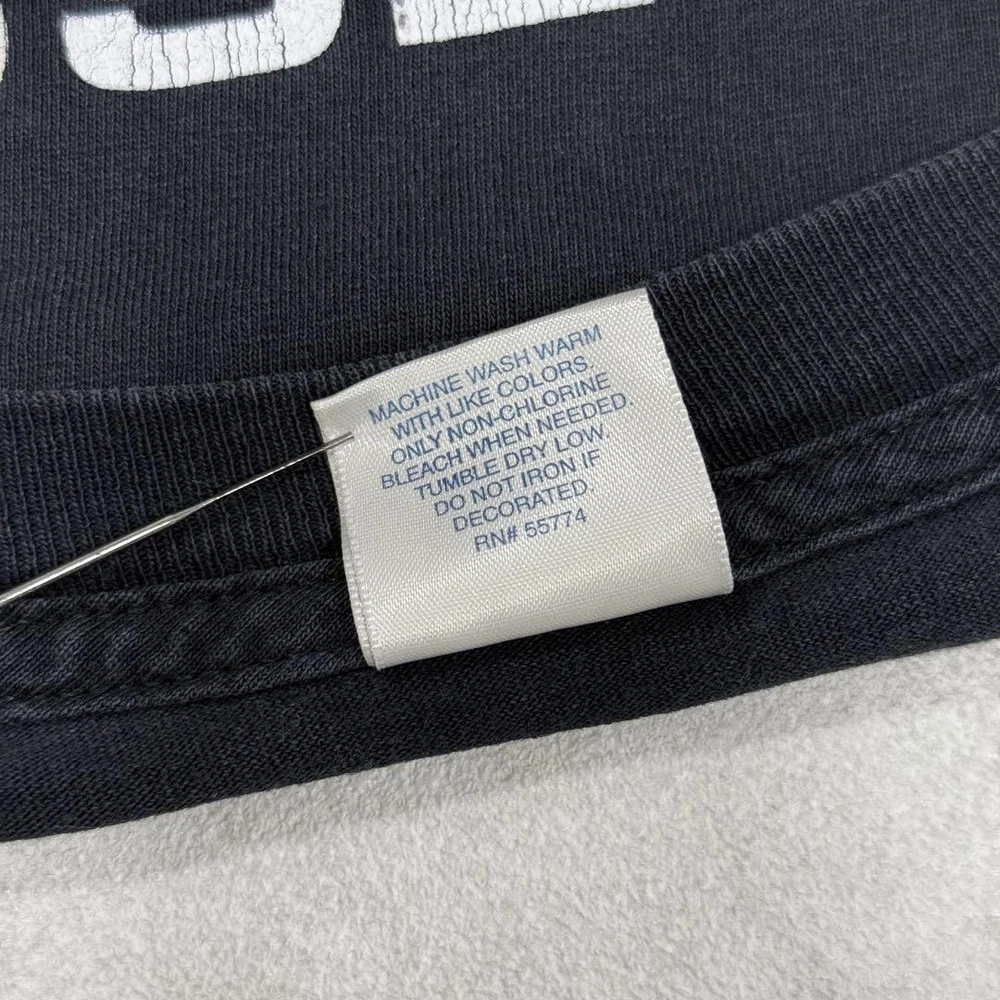 MACHINE WASH WARM
WITH LIKE COLORS
ONLY NON-CHLORINE
BLEACH WHEN NEEDED.
TUMBLE DRY LOW.
DO NOT IRON IF
DECORATED.
RN# 55774